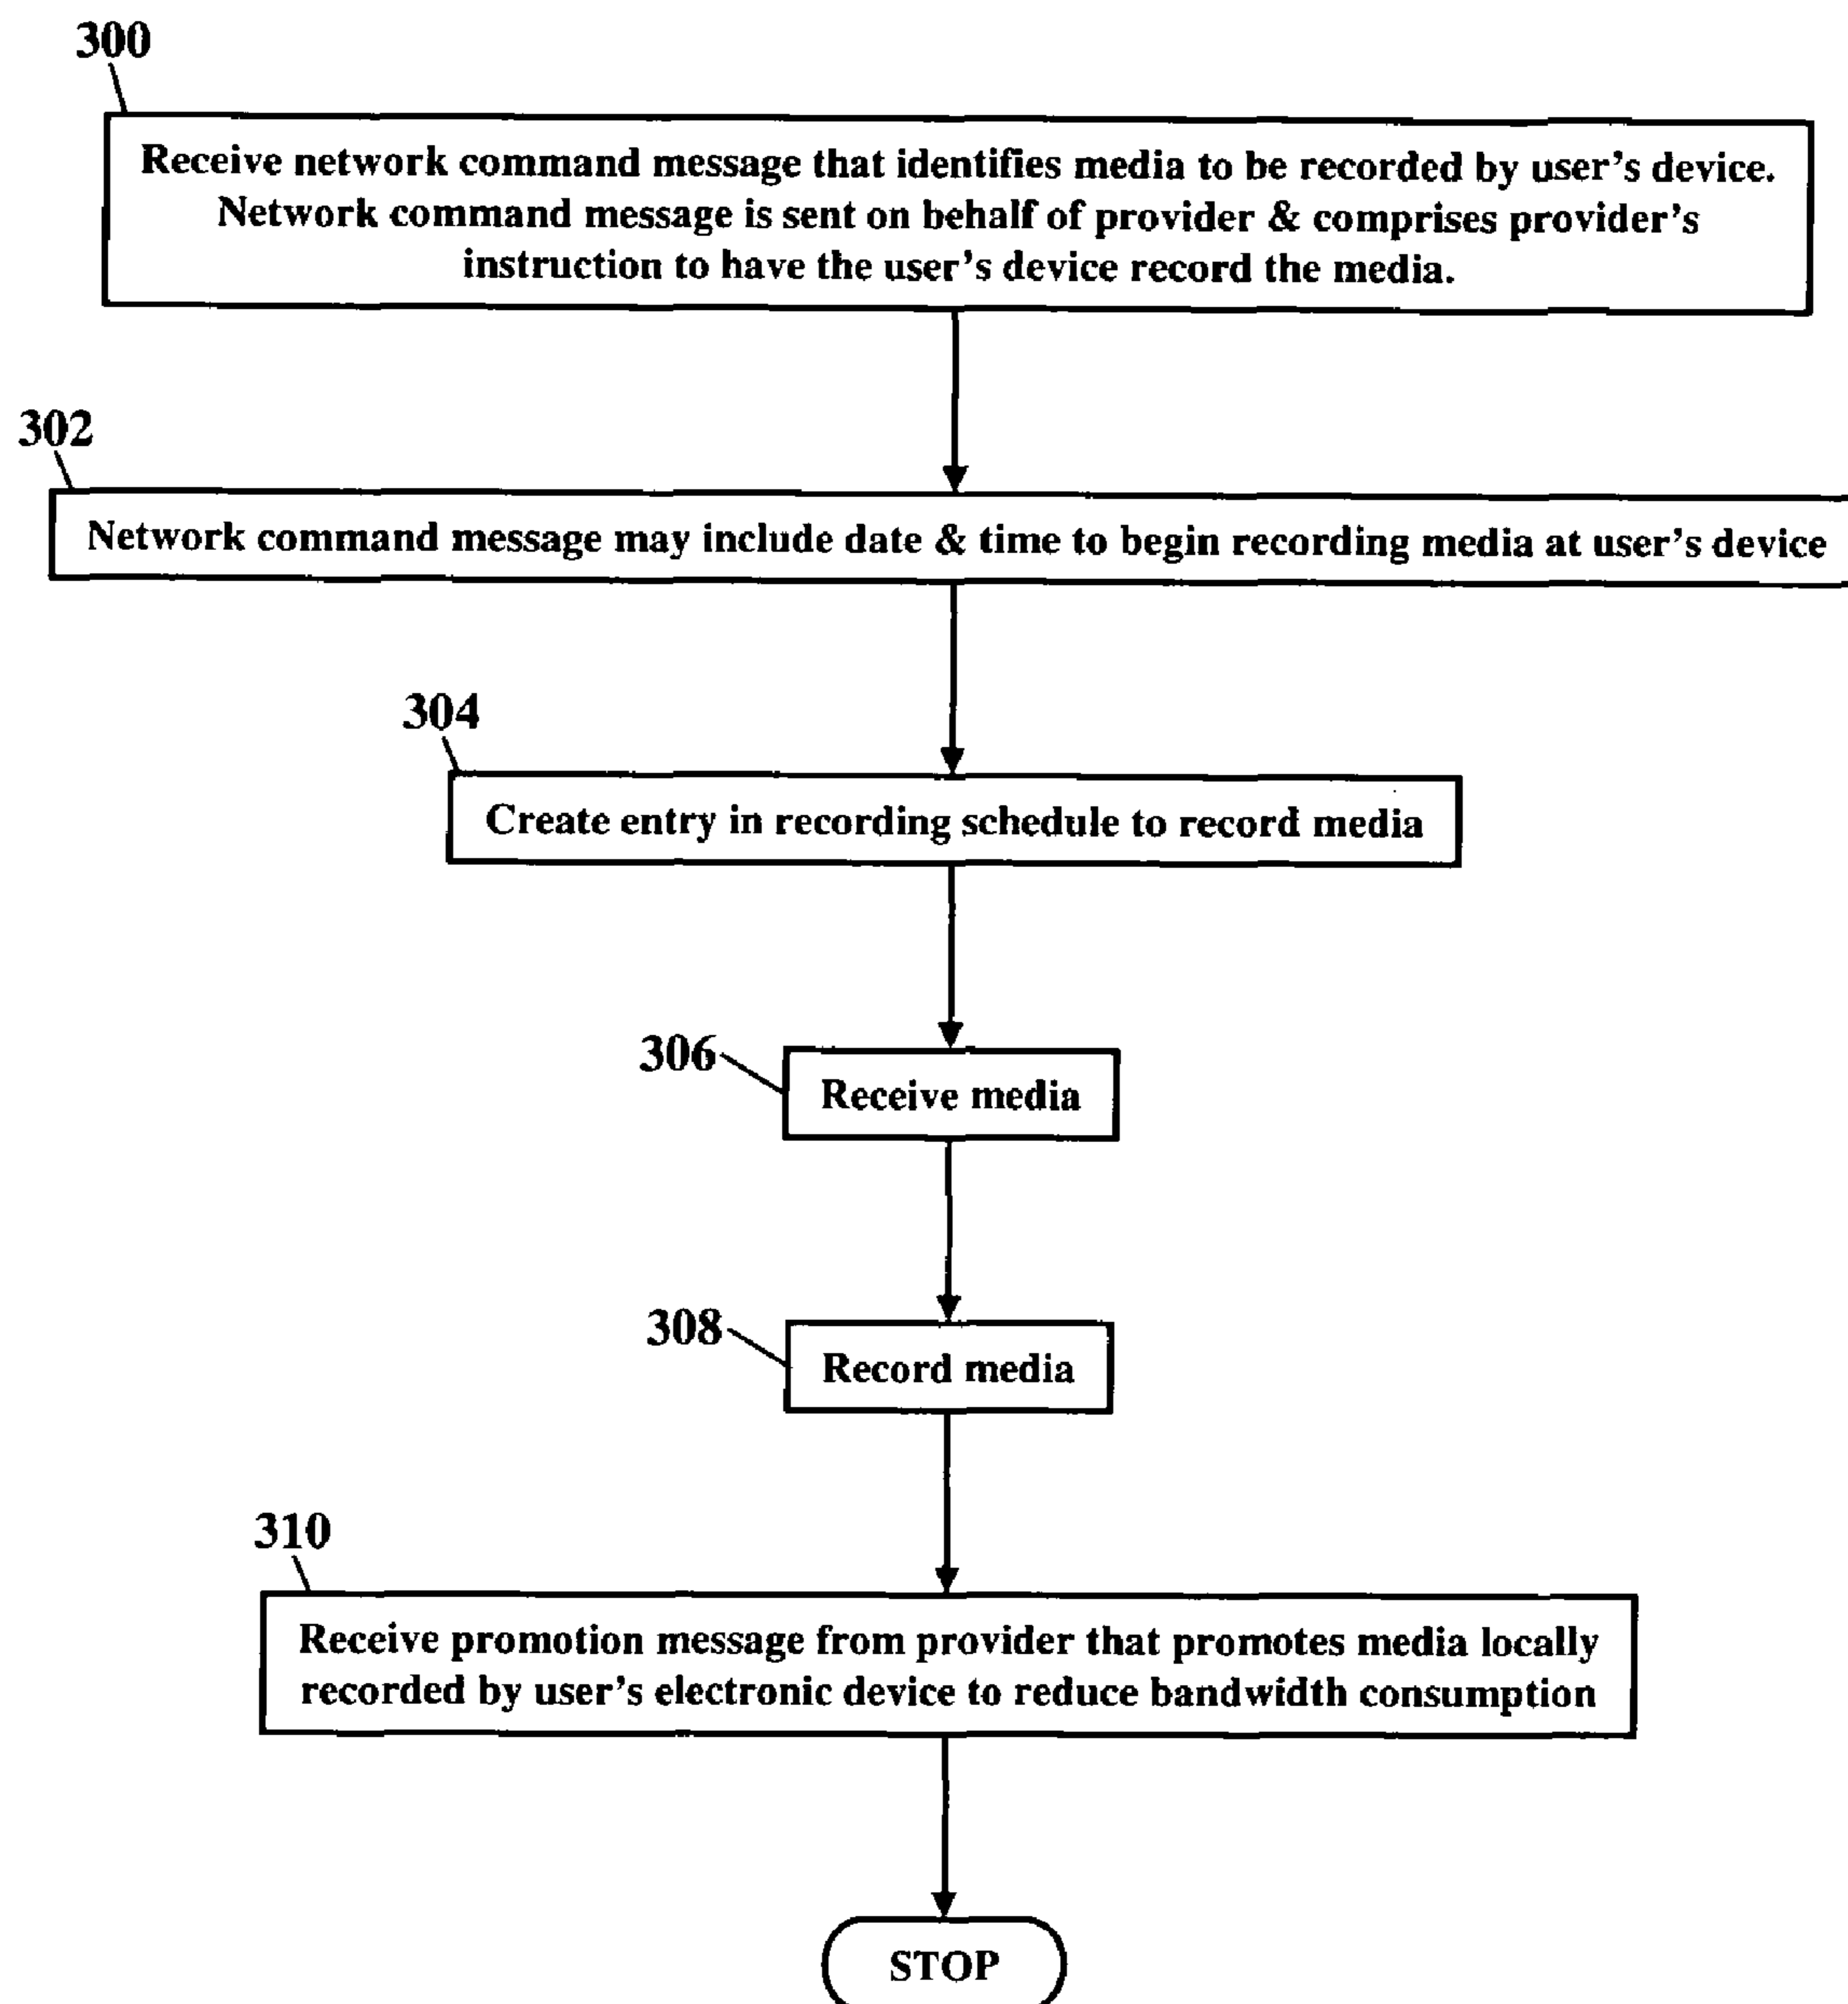 300
Receive network command message that identifies media to be recorded by user's device.
Network command message is sent on behalf of provider & comprises provider's
instruction to have the user's device record the media.
302
Network command message may include date & time to begin recording media at user's device
304
Create entry in recording schedule to record media
306
Receive media
308
Record media
310
Receive promotion message from provider that promotes media locally
recorded by user's electronic device to reduce bandwidth consumption
STOP